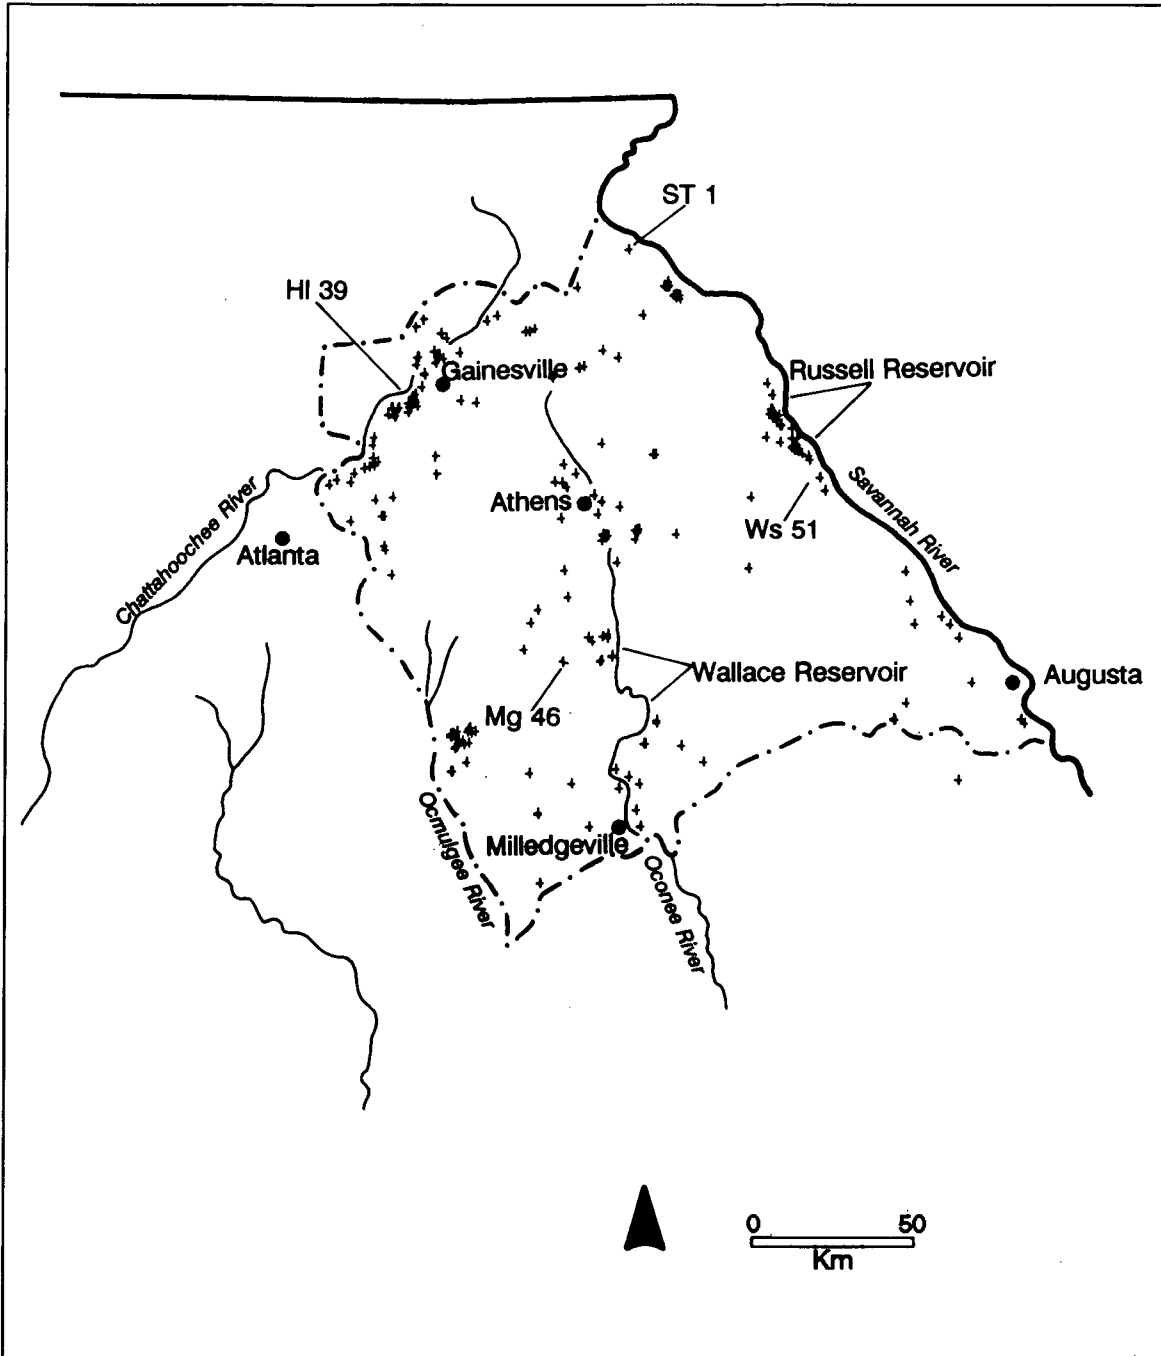 ST 1
Hl 39
Gainesville
Russell Reservoir
Savannah River
Chattahoochee River
Athens
Ws 51
Atlanta
Wallace Reservoir
Augusta
Mg 46
Ocmulgee River
Milledgeville
Oconee River
0 50
Km